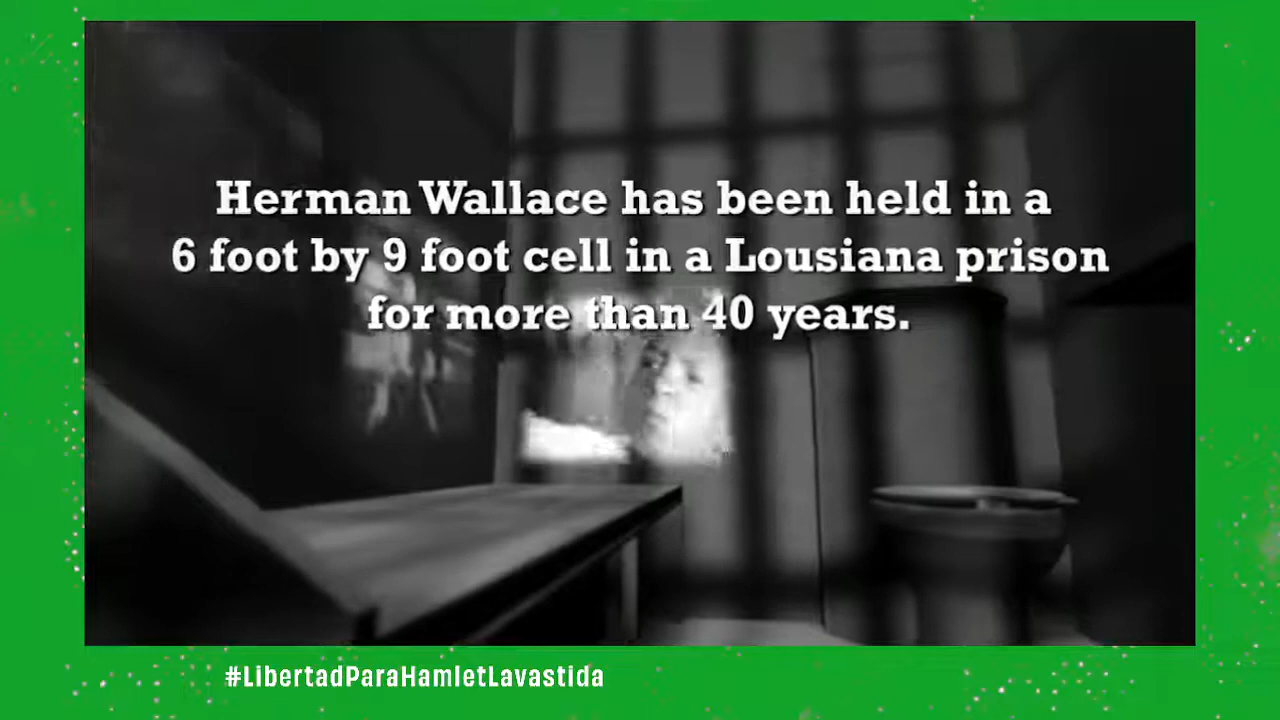 Herman Wallace has been held in a
6 foot by 9 foot cell in a Lousiana prison
for more than 40 years.
#LibertadParaHamletLavastida